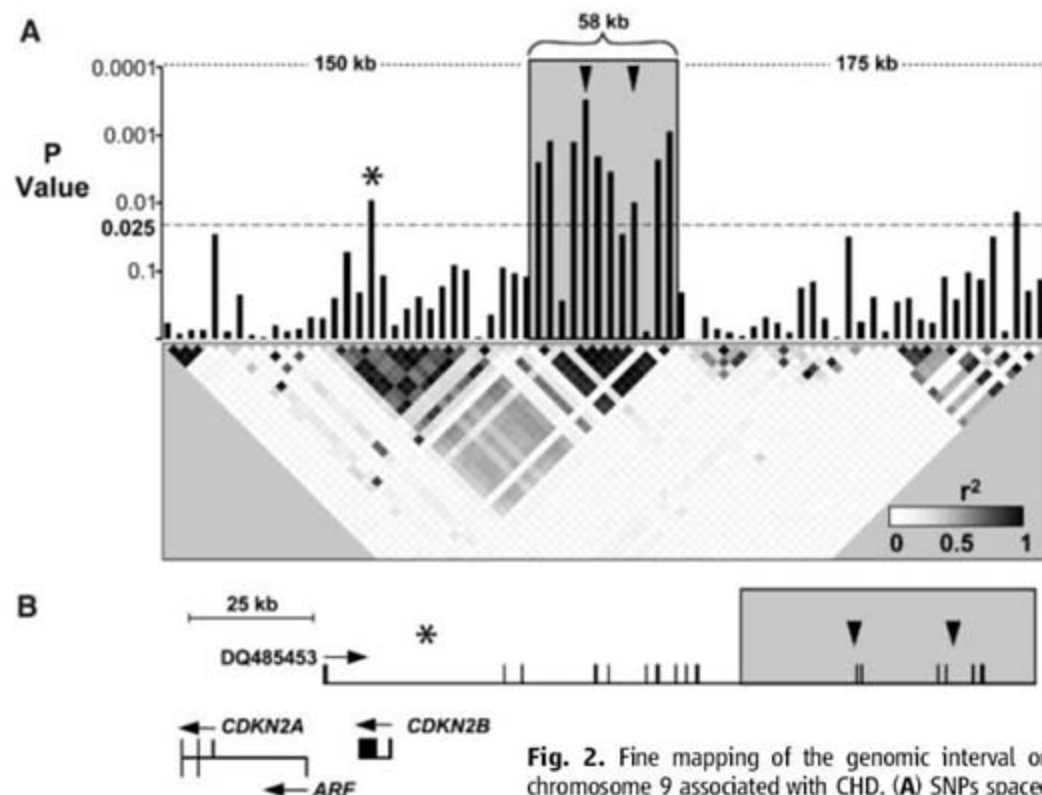 A
58 kb
150 kb
175 kb
0.0001
0.001
P
Value
*
0.01
0.025
0.1
r²
0 0.5 1
B
25 kb
*
DQ485453
CDKN2A
CDKN2B
ARF
Fig. 2. Fine mapping of the genomic interval on
chromosome 9 associated with CHD. (A) SNPs spaced